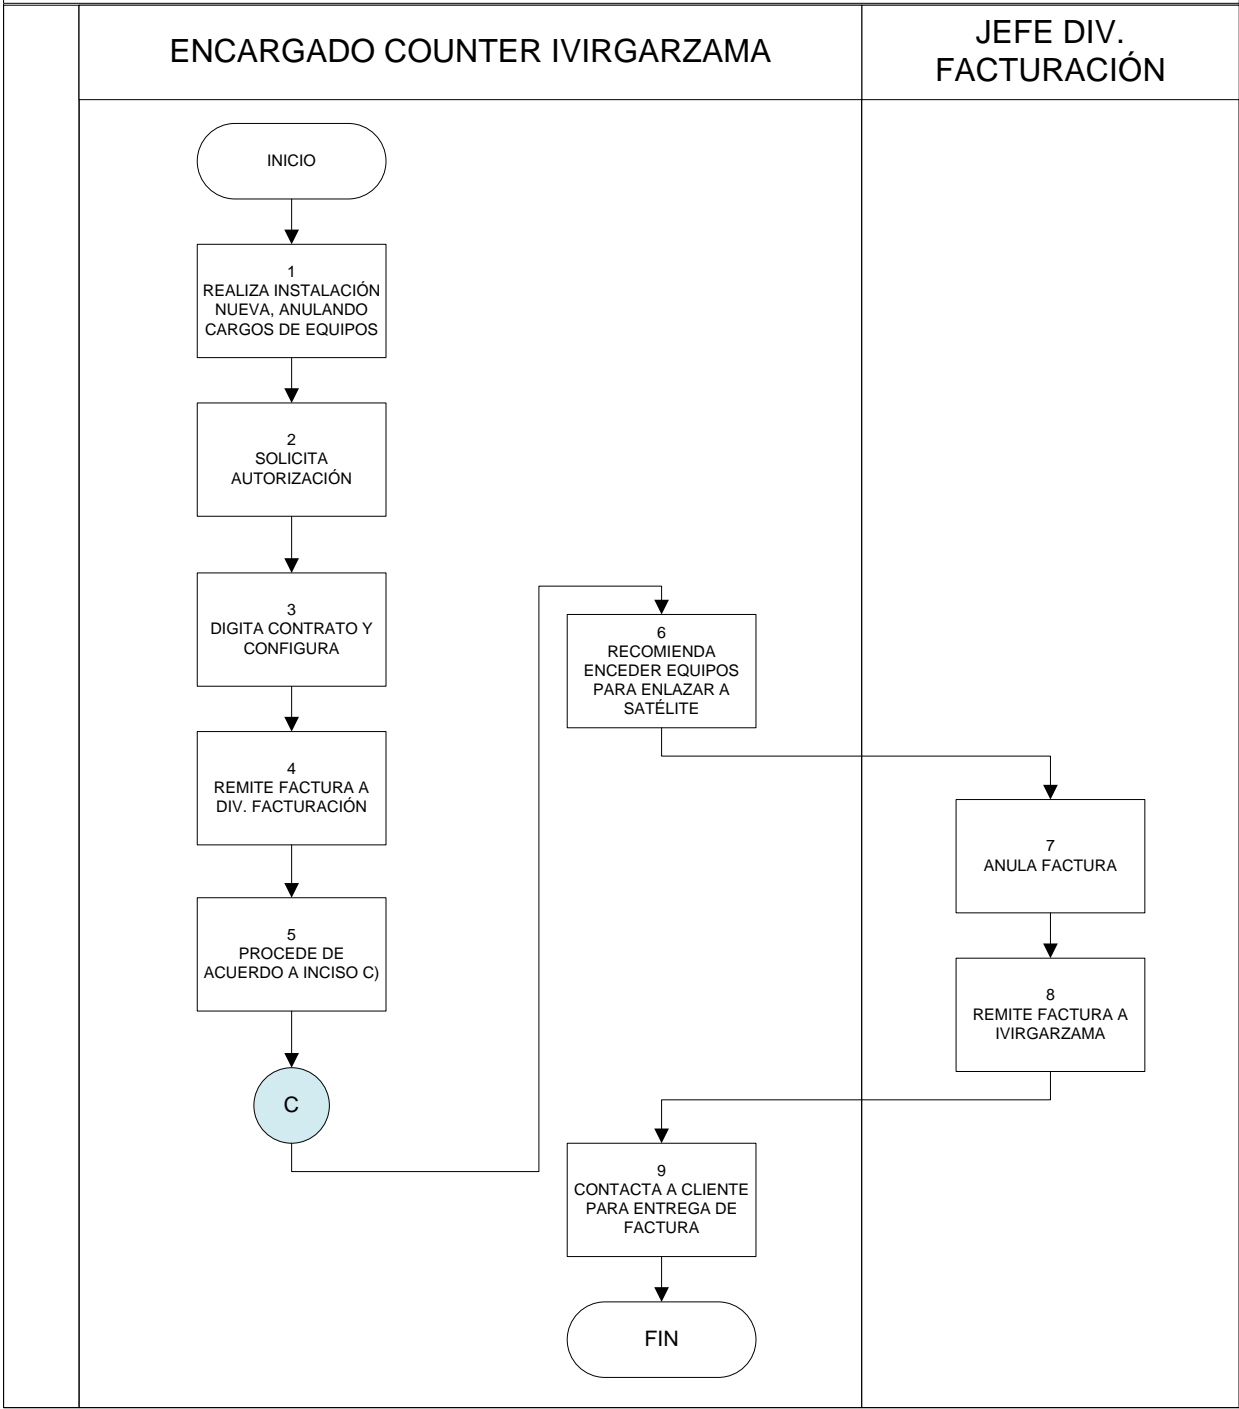 ENCARGADO COUNTER IVIRGARZAMA
JEFE DIV.
FACTURACIÓN
INICIO
1
REALIZA INSTALACIÓN
NUEVA, ANULANDO
CARGOS DE EQUIPOS
2
SOLICITA
AUTORIZACIÓN
3
DIGITA CONTRATO Y
CONFIGURA
4
REMITE FACTURA A
DIV. FACTURACIÓN
5
PROCEDE DE
ACUERDO A INCISO C)
C
6
RECOMIENDA
ENCEDER EQUIPOS
PARA ENLAZAR A
SATÉLITE
7
ANULA FACTURA
8
REMITE FACTURA A
IVIRGARZAMA
9
CONTACTA A CLIENTE
PARA ENTREGA DE
FACTURA
FIN